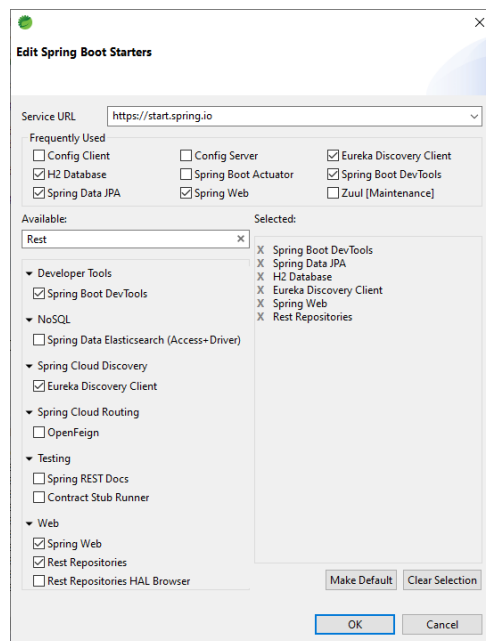 Edit Spring Boot Starters
Service URL https://start.spring.io
Frequently Used
Config Client Config Server Eureka Discovery Client
H2 Database Spring Boot Actuator Spring Boot DevTools
Spring Data JPA Spring Web Zuul [Maintenance]
Available: Selected:
Rest
X Spring Boot DevTools
X Spring Data JPA
X H2 Database
X Eureka Discovery Client
X Spring Web
X Rest Repositories
Developer Tools
Spring Boot DevTools
NoSQL
Spring Data Elasticsearch (Access+Driver)
Spring Cloud Discovery
Eureka Discovery Client
Spring Cloud Routing
OpenFeign
Testing
Spring REST Docs
Contract Stub Runner
Web
Spring Web
Rest Repositories
Rest Repositories HAL Browser
Make Default Clear Selection
OK Cancel